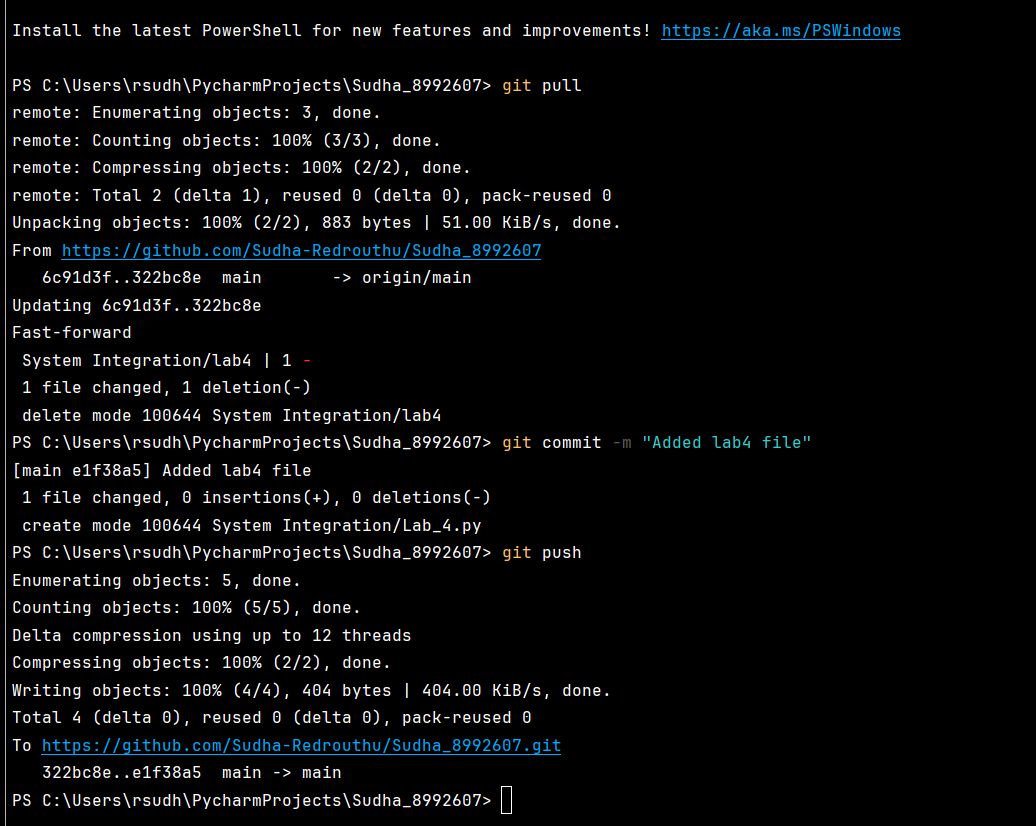 Install the latest PowerShell for new features and improvements! https://aka.ms/PSWindows
PS C:\Users\rsudh\PycharmProjects\Sudha_8992607> git pull
remote: Enumerating objects: 3, done.
remote: Counting objects: 100% (3/3), done.
remote: Compressing objects: 100% (2/2), done.
remote: Total 2 (delta 1), reused 0 (delta 0), pack-reused 0
Unpacking objects: 100% (2/2), 883 bytes | 51.00 KiB/s, done.
From https://github.com/Sudha-Redrouthu/Sudha_8992607
   6c91d3f..322bc8e  main       -> origin/main
Updating 6c91d3f..322bc8e
Fast-forward
 System Integration/lab4 | 1 -
 1 file changed, 1 deletion(-)
 delete mode 100644 System Integration/lab4
PS C:\Users\rsudh\PycharmProjects\Sudha_8992607> git commit -m "Added lab4 file"
[main e1f38a5] Added lab4 file
 1 file changed, 0 insertions(+), 0 deletions(-)
 create mode 100644 System Integration/Lab_4.py
PS C:\Users\rsudh\PycharmProjects\Sudha_8992607> git push
Enumerating objects: 5, done.
Counting objects: 100% (5/5), done.
Delta compression using up to 12 threads
Compressing objects: 100% (2/2), done.
Writing objects: 100% (4/4), 404 bytes | 404.00 KiB/s, done.
Total 4 (delta 0), reused 0 (delta 0), pack-reused 0
To https://github.com/Sudha-Redrouthu/Sudha_8992607.git
   322bc8e..e1f38a5  main -> main
PS C:\Users\rsudh\PycharmProjects\Sudha_8992607>